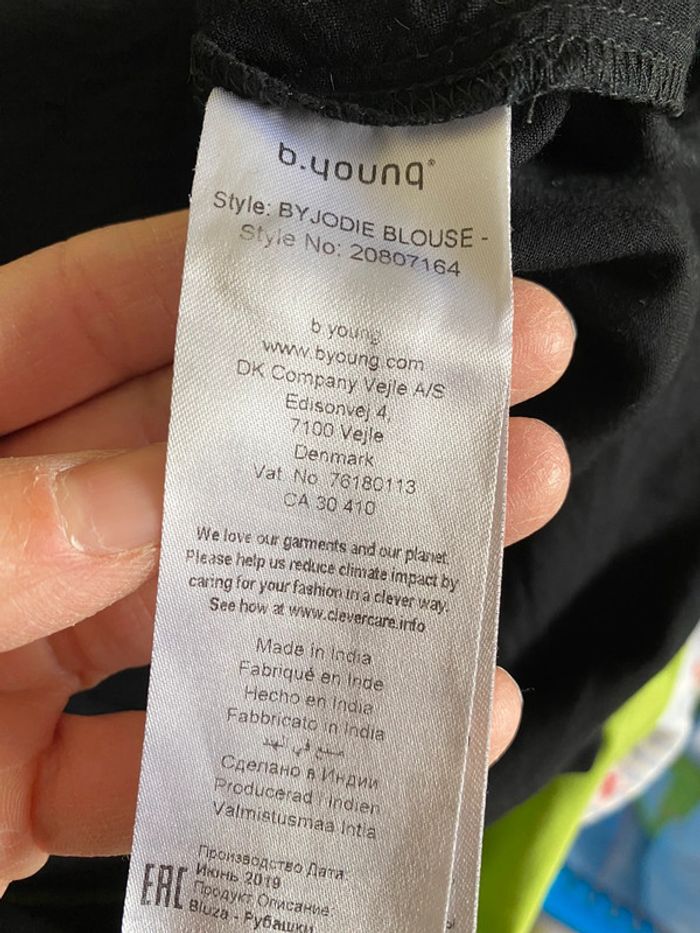 b.young®
Style: BYJODIE BLOUSE -
Style No: 20807164
b young
www.byoung.com
DK Company Vejle A/S
Edisonvej 4,
7100 Vejle
Denmark
Vat. No. 76180113
CA 30 410
We love our garments and our planet.
Please help us reduce climate impact by
caring for your fashion in a clever way.
See how at www.clevercare.info
Made in India
Fabriqué en Inde
Hecho en India
Fabbricato in India
صنع في الهند
Сделано в Индии
Producerad i Indien
Valmistusmaa Intia
Производство Дата:
Июнь 2019
EAC
Продукт Описание:
Bluza - Рубашки